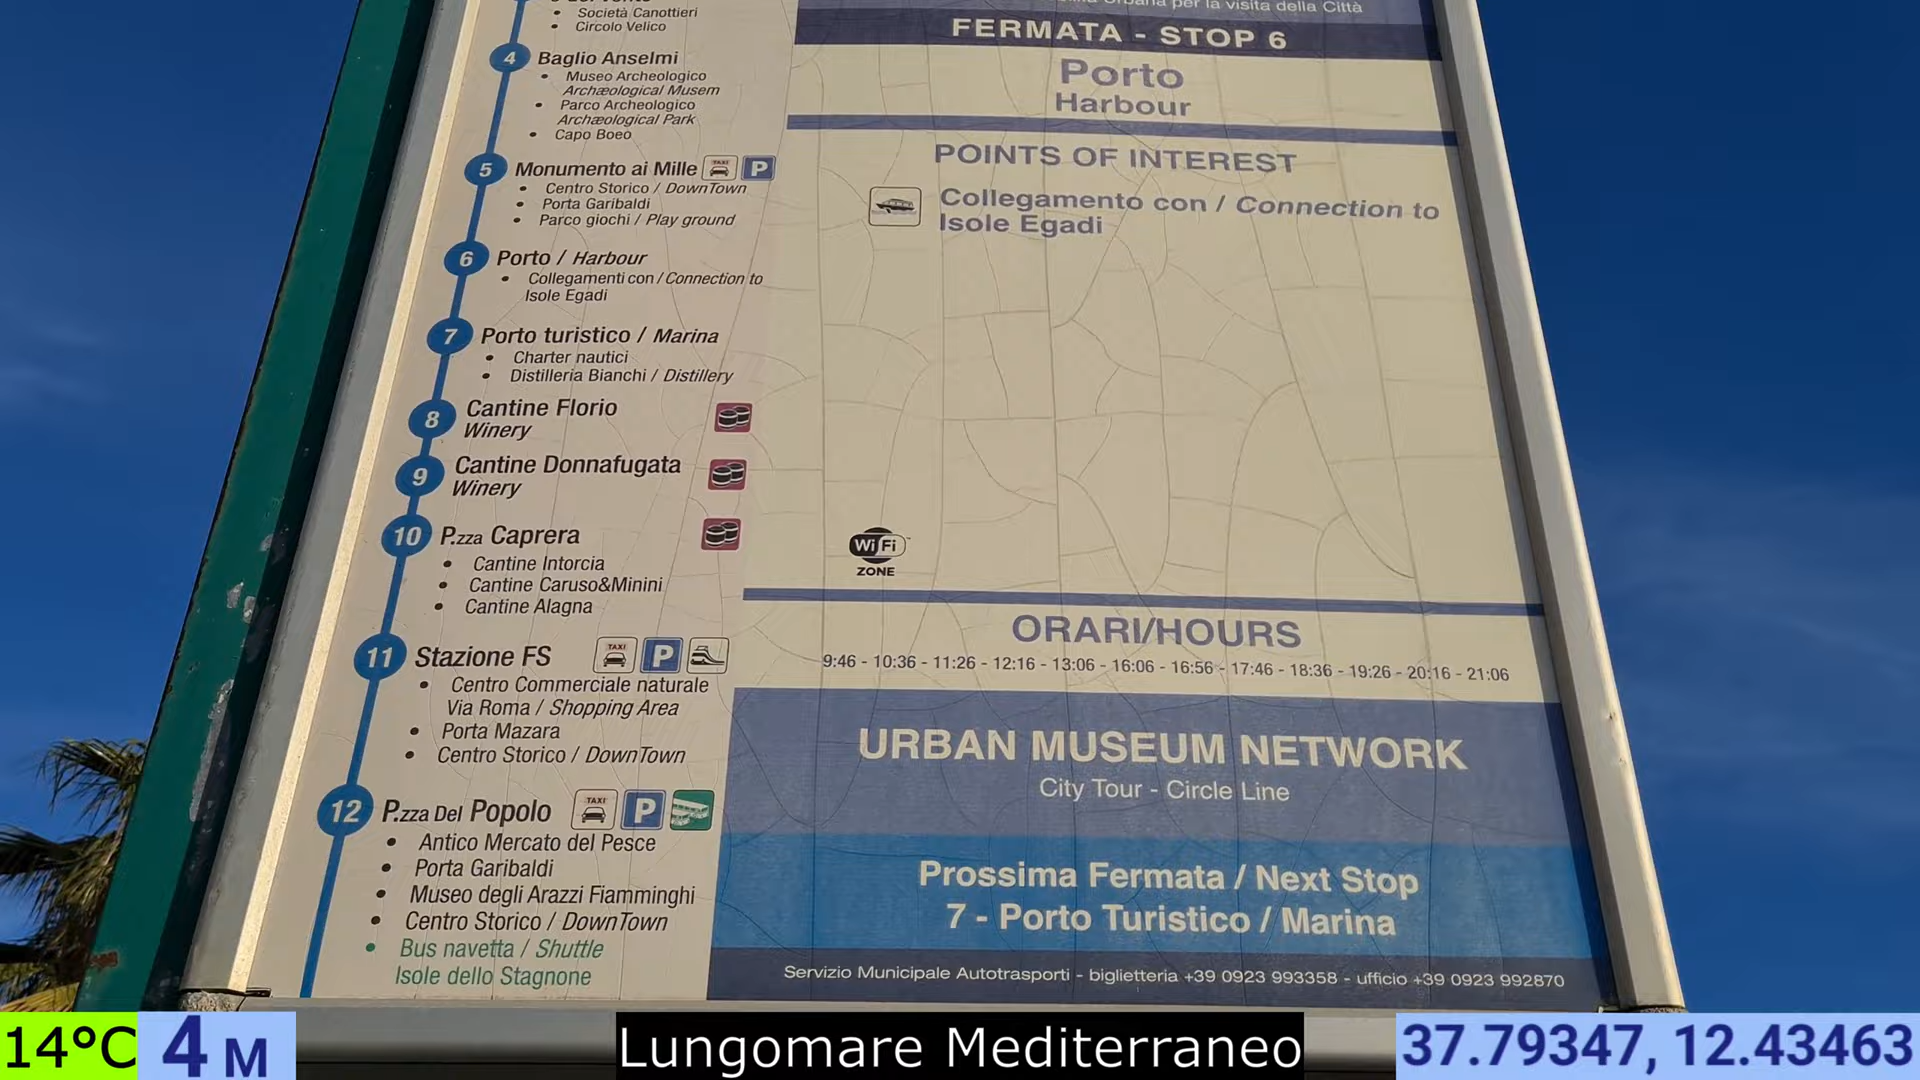 Società Canottieri
Circolo Velico
4 Baglio Anselmi
Museo Archeologico
Archæological Musem
Parco Archeologico
Archæological Park
Capo Boeo
5 Monumento ai Mille TAXI P
Centro Storico / DownTown
Porta Garibaldi
Parco giochi / Play ground
6 Porto / Harbour
Collegamenti con / Connection to
Isole Egadi
7 Porto turistico / Marina
Charter nautici
Distilleria Bianchi / Distillery
8 Cantine Florio
Winery
9 Cantine Donnafugata
Winery
10 P.zza Caprera
Cantine Intorcia
Cantine Caruso&Minini
Cantine Alagna
11 Stazione FS TAXI P
Centro Commerciale naturale
Via Roma / Shopping Area
Porta Mazara
Centro Storico / DownTown
12 P.zza Del Popolo TAXI P
Antico Mercato del Pesce
Porta Garibaldi
Museo degli Arazzi Fiamminghi
Centro Storico / DownTown
Bus navetta / Shuttle
Isole dello Stagnone
Urbana per la visita della Città
FERMATA - STOP 6
Porto
Harbour
POINTS OF INTEREST
Collegamento con / Connection to
Isole Egadi
Wi Fi
ZONE
ORARI/HOURS
9:46 - 10:36 - 11:26 - 12:16 - 13:06 - 16:06 - 16:56 - 17:46 - 18:36 - 19:26 - 20:16 - 21:06
URBAN MUSEUM NETWORK
City Tour - Circle Line
Prossima Fermata / Next Stop
7 - Porto Turistico / Marina
Servizio Municipale Autotrasporti - biglietteria +39 0923 993358 - ufficio +39 0923 992870
14°C 4 M
Lungomare Mediterraneo
37.79347, 12.43463